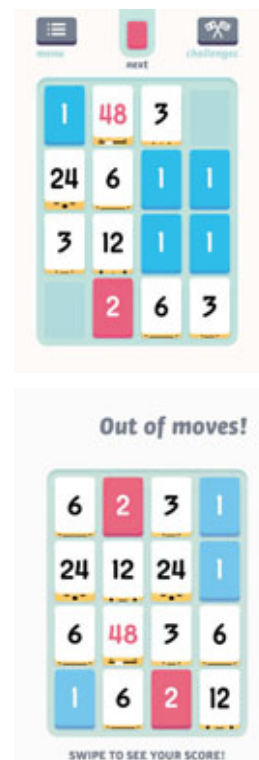 menu
next
challenges
1 48 3
24 6 1 1
3 12 1 1
2 6 3
Out of moves!
6 2 3 1
24 12 24 1
6 48 3 6
1 6 2 12
SWIPE TO SEE YOUR SCORE!